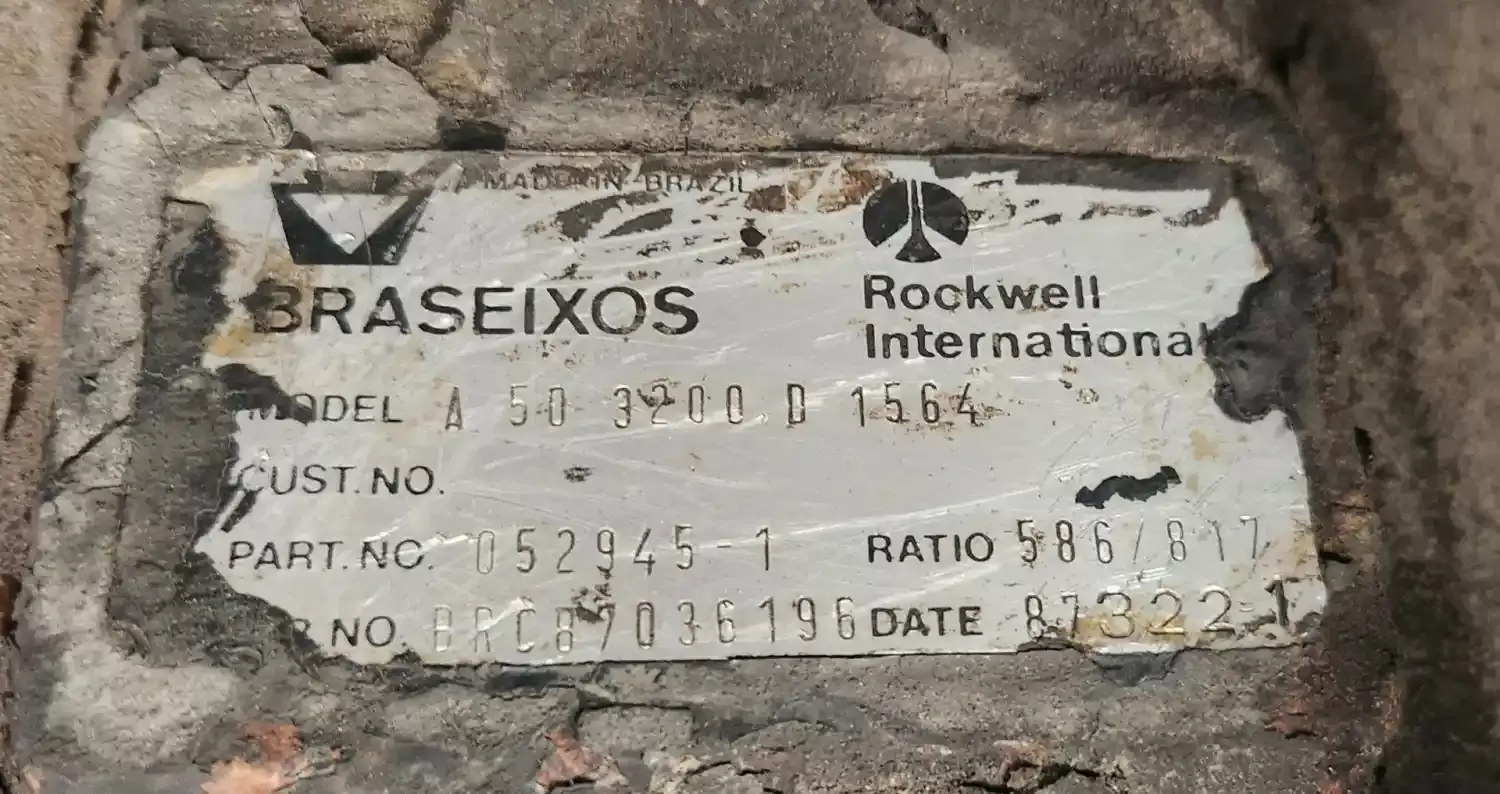 MADE IN BRAZIL
BRASEIXOS
Rockwell
International
MODEL A 50 3200 D 1564
CUST. NO.
PART. NO. 052945-1 RATIO 586/817
NO. BRC87036196 DATE 87322-1